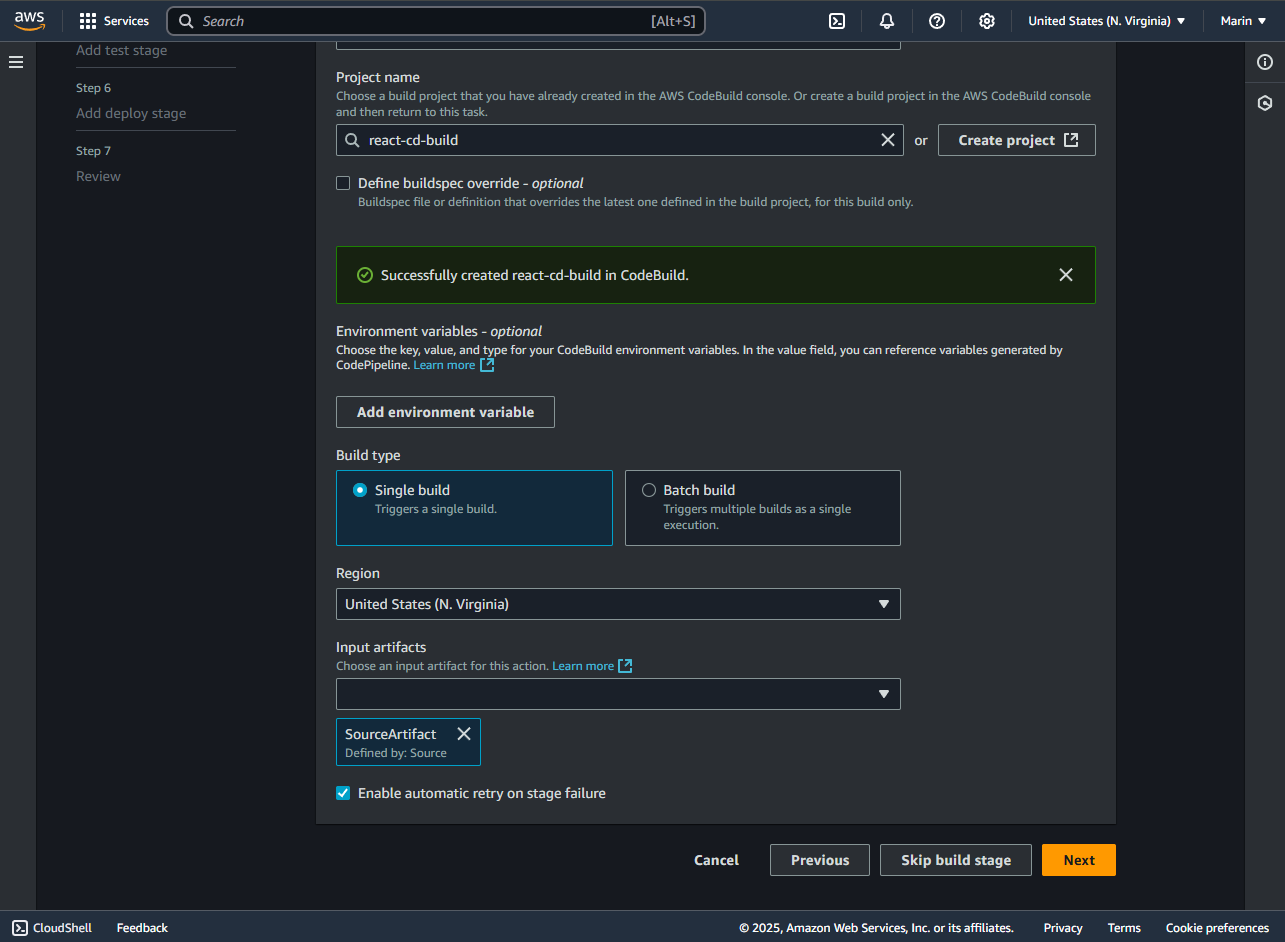 aws
Services
Search
[Alt+S]
United States (N. Virginia)
Marin
Add test stage
Step 6
Add deploy stage
Step 7
Review
Project name
Choose a build project that you have already created in the AWS CodeBuild console. Or create a build project in the AWS CodeBuild console
and then return to this task.
react-cd-build
or
Create project
Define buildspec override - optional
Buildspec file or definition that overrides the latest one defined in the build project, for this build only.
Successfully created react-cd-build in CodeBuild.
Environment variables - optional
Choose the key, value, and type for your CodeBuild environment variables. In the value field, you can reference variables generated by
CodePipeline. Learn more
Add environment variable
Build type
Single build
Triggers a single build.
Batch build
Triggers multiple builds as a single
execution.
Region
United States (N. Virginia)
Input artifacts
Choose an input artifact for this action. Learn more
SourceArtifact
Defined by: Source
Enable automatic retry on stage failure
Cancel
Previous
Skip build stage
Next
CloudShell
Feedback
© 2025, Amazon Web Services, Inc. or its affiliates.
Privacy
Terms
Cookie preferences